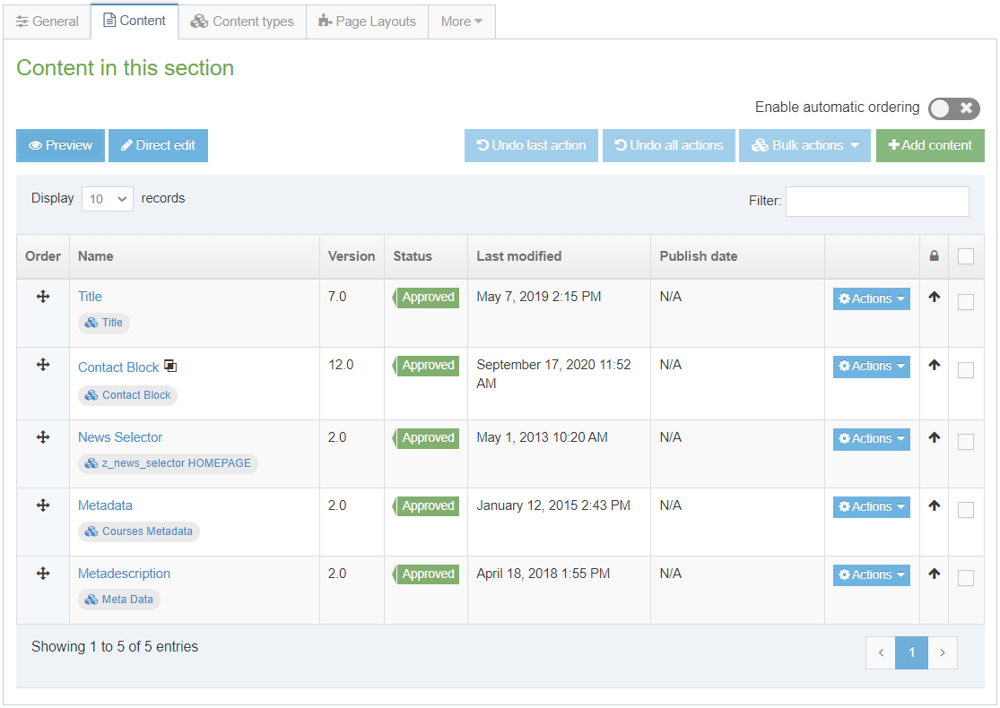 General Content Content types Page Layouts More
Content in this section
Enable automatic ordering
Preview Direct edit Undo last action Undo all actions Bulk actions Add content
Display 10 records Filter:
Order Name Version Status Last modified Publish date
Title 7.0 Approved May 7, 2019 2:15 PM N/A Actions
Title
Contact Block 12.0 Approved September 17, 2020 11:52 N/A Actions
AM
Contact Block
News Selector 2.0 Approved May 1, 2013 10:20 AM N/A Actions
z_news_selector HOMEPAGE
Metadata 2.0 Approved January 12, 2015 2:43 PM N/A Actions
Courses Metadata
Metadescription 2.0 Approved April 18, 2018 1:55 PM N/A Actions
Meta Data
Showing 1 to 5 of 5 entries
1